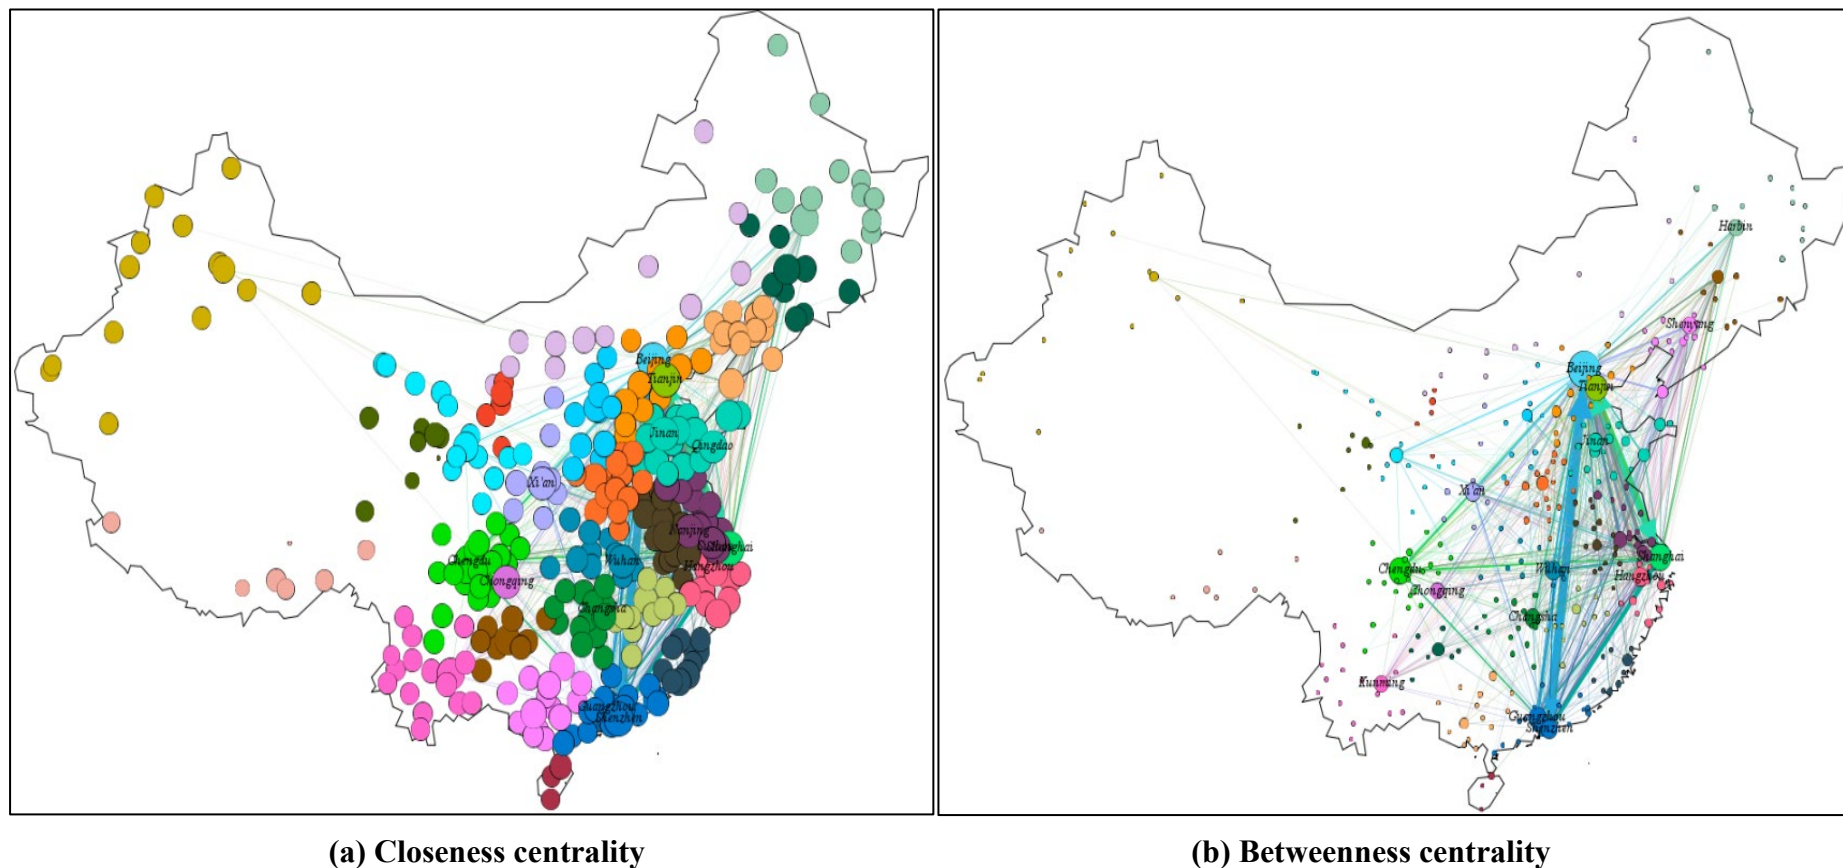 Beijing
Tianjin
Jinan
Qingdao
Xi'an
Nanjing
Shanghai
Hangzhou
Chengdu
Chongqing
Wuhan
Changsha
Guangzhou
Shenzhen
(a) Closeness centrality
Harbin
Shenyang
Beijing
Tianjin
Jinan
Xi'an
Shanghai
Hangzhou
Chengdu
Chongqing
Wuhan
Changsha
Kunming
Guangzhou
Shenzhen
(b) Betweenness centrality